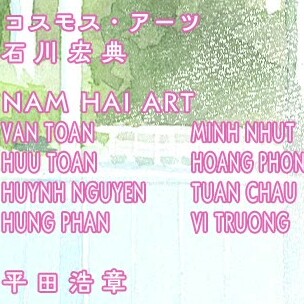 コスモス・アーツ
石川宏典
NAM HAI ART
VAN TOAN MINH NHUT
HUU TOAN HOANG PHON
HUYNH NGUYEN TUAN CHAU
HUNG PHAN VI TRUONG
平田浩章